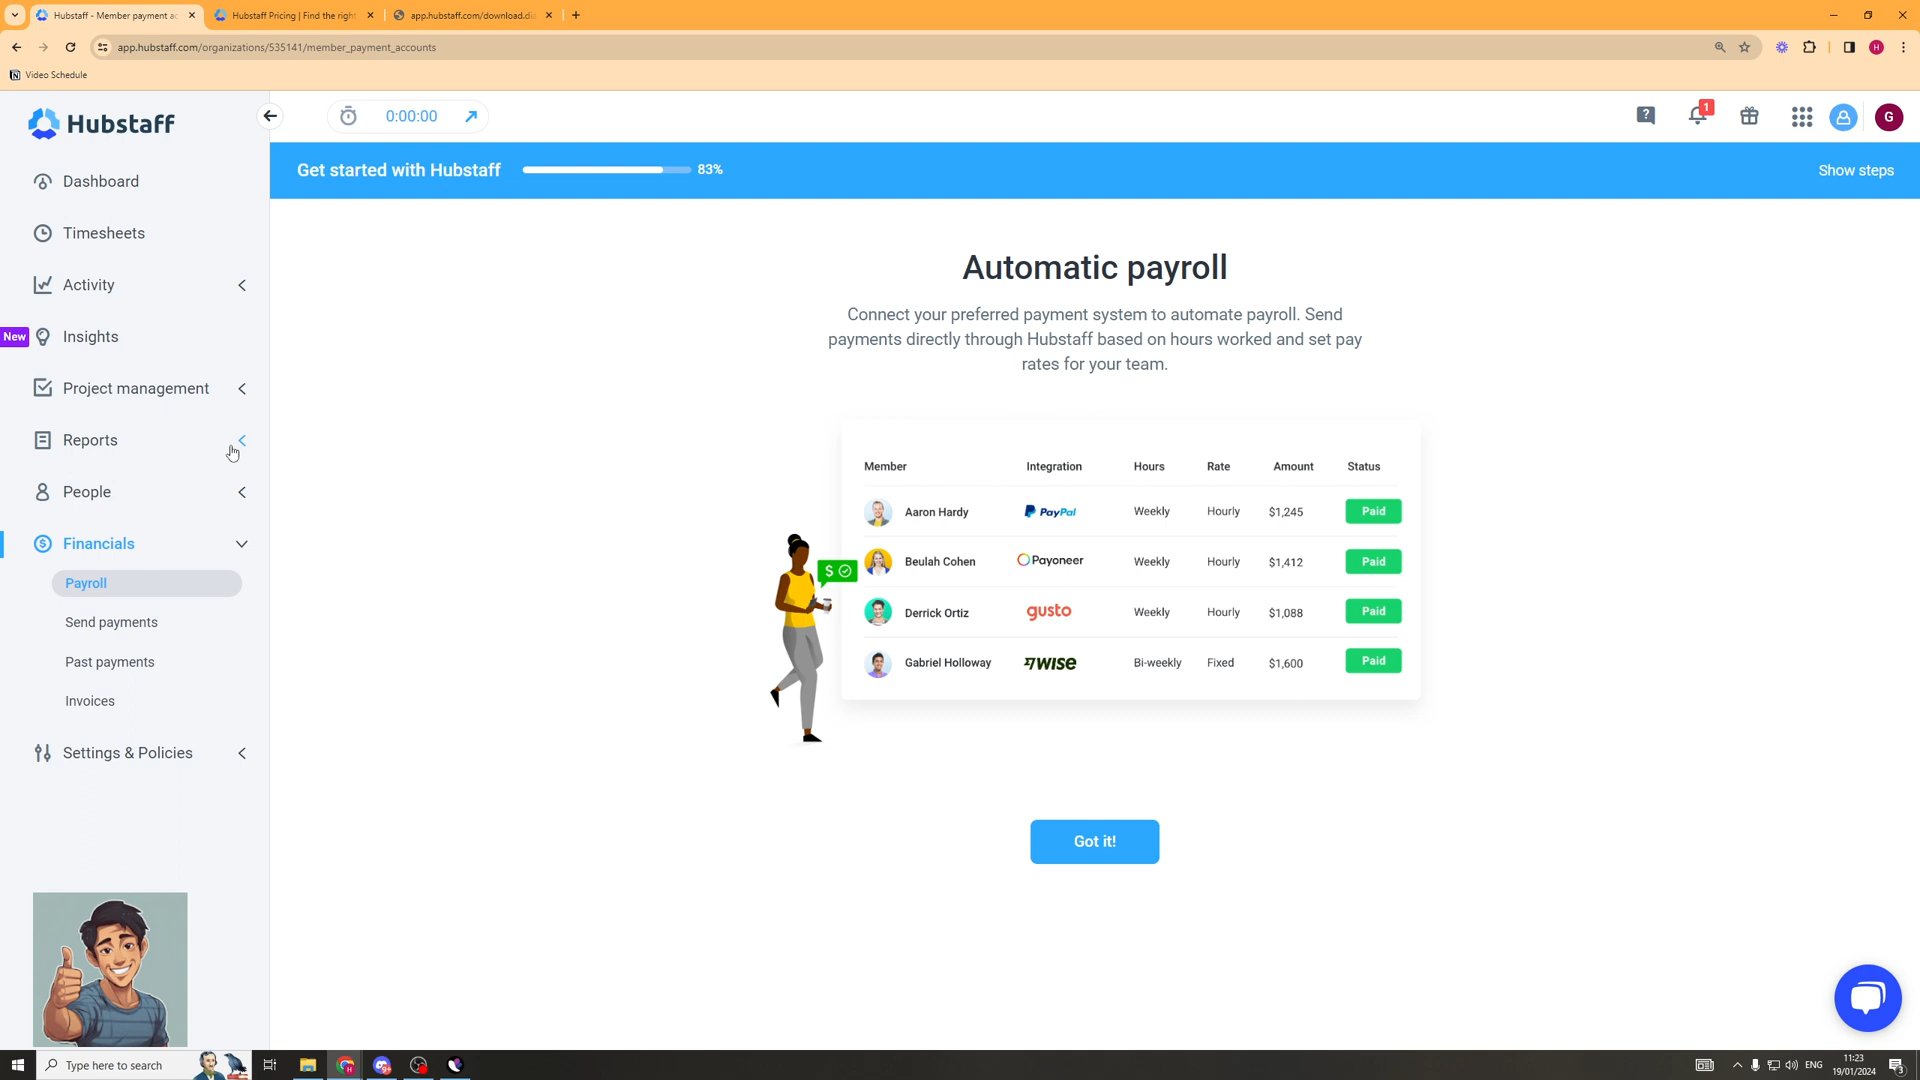 Hubstaff - Member payment ac
Hubstaff Pricing | Find the right
app.hubstaff.com/download.di
app.hubstaff.com/organizations/535141/member_payment_accounts
H
Video Schedule
Hubstaff
0:00:00
?
1
G
Get started with Hubstaff
83%
Show steps
Dashboard
Timesheets
Activity
New
Insights
Project management
Reports
People
Financials
Payroll
Send payments
Past payments
Invoices
Settings & Policies
Automatic payroll
Connect your preferred payment system to automate payroll. Send
payments directly through Hubstaff based on hours worked and set pay
rates for your team.
Member Integration Hours Rate Amount Status
Aaron Hardy PayPal Weekly Hourly $1,245 Paid
Beulah Cohen Payoneer Weekly Hourly $1,412 Paid
Derrick Ortiz gusto Weekly Hourly $1,088 Paid
Gabriel Holloway WISE Bi-weekly Fixed $1,600 Paid
$
Got it!
Type here to search
ENG
11:23
19/01/2024
3